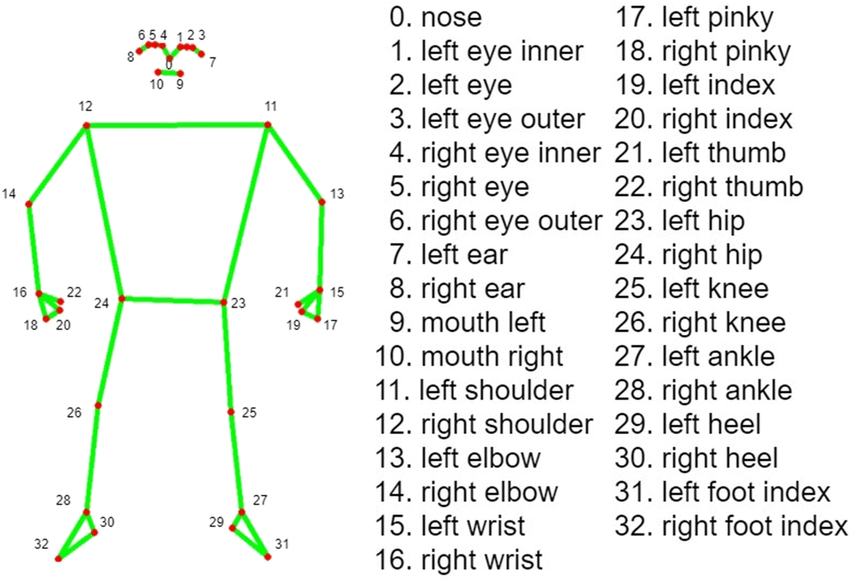 6 5 4 1 2 3
8 0 7
10 9
12 11
14 13
16 22 21 15
24 23
18 20 19 17
26 25
28 27
30 29
32 31
0. nose
1. left eye inner
2. left eye
3. left eye outer
4. right eye inner
5. right eye
6. right eye outer
7. left ear
8. right ear
9. mouth left
10. mouth right
11. left shoulder
12. right shoulder
13. left elbow
14. right elbow
15. left wrist
16. right wrist
17. left pinky
18. right pinky
19. left index
20. right index
21. left thumb
22. right thumb
23. left hip
24. right hip
25. left knee
26. right knee
27. left ankle
28. right ankle
29. left heel
30. right heel
31. left foot index
32. right foot index